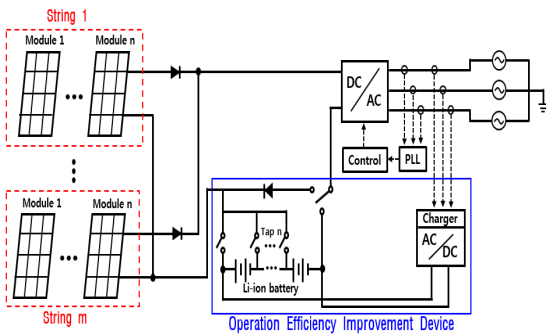 String 1
Module 1 Module n
DC
AC
Control
PLL
Module 1 Module n
Tap n
Li-ion battery
Charger
AC
DC
String m
Operation Efficiency Improvement Device